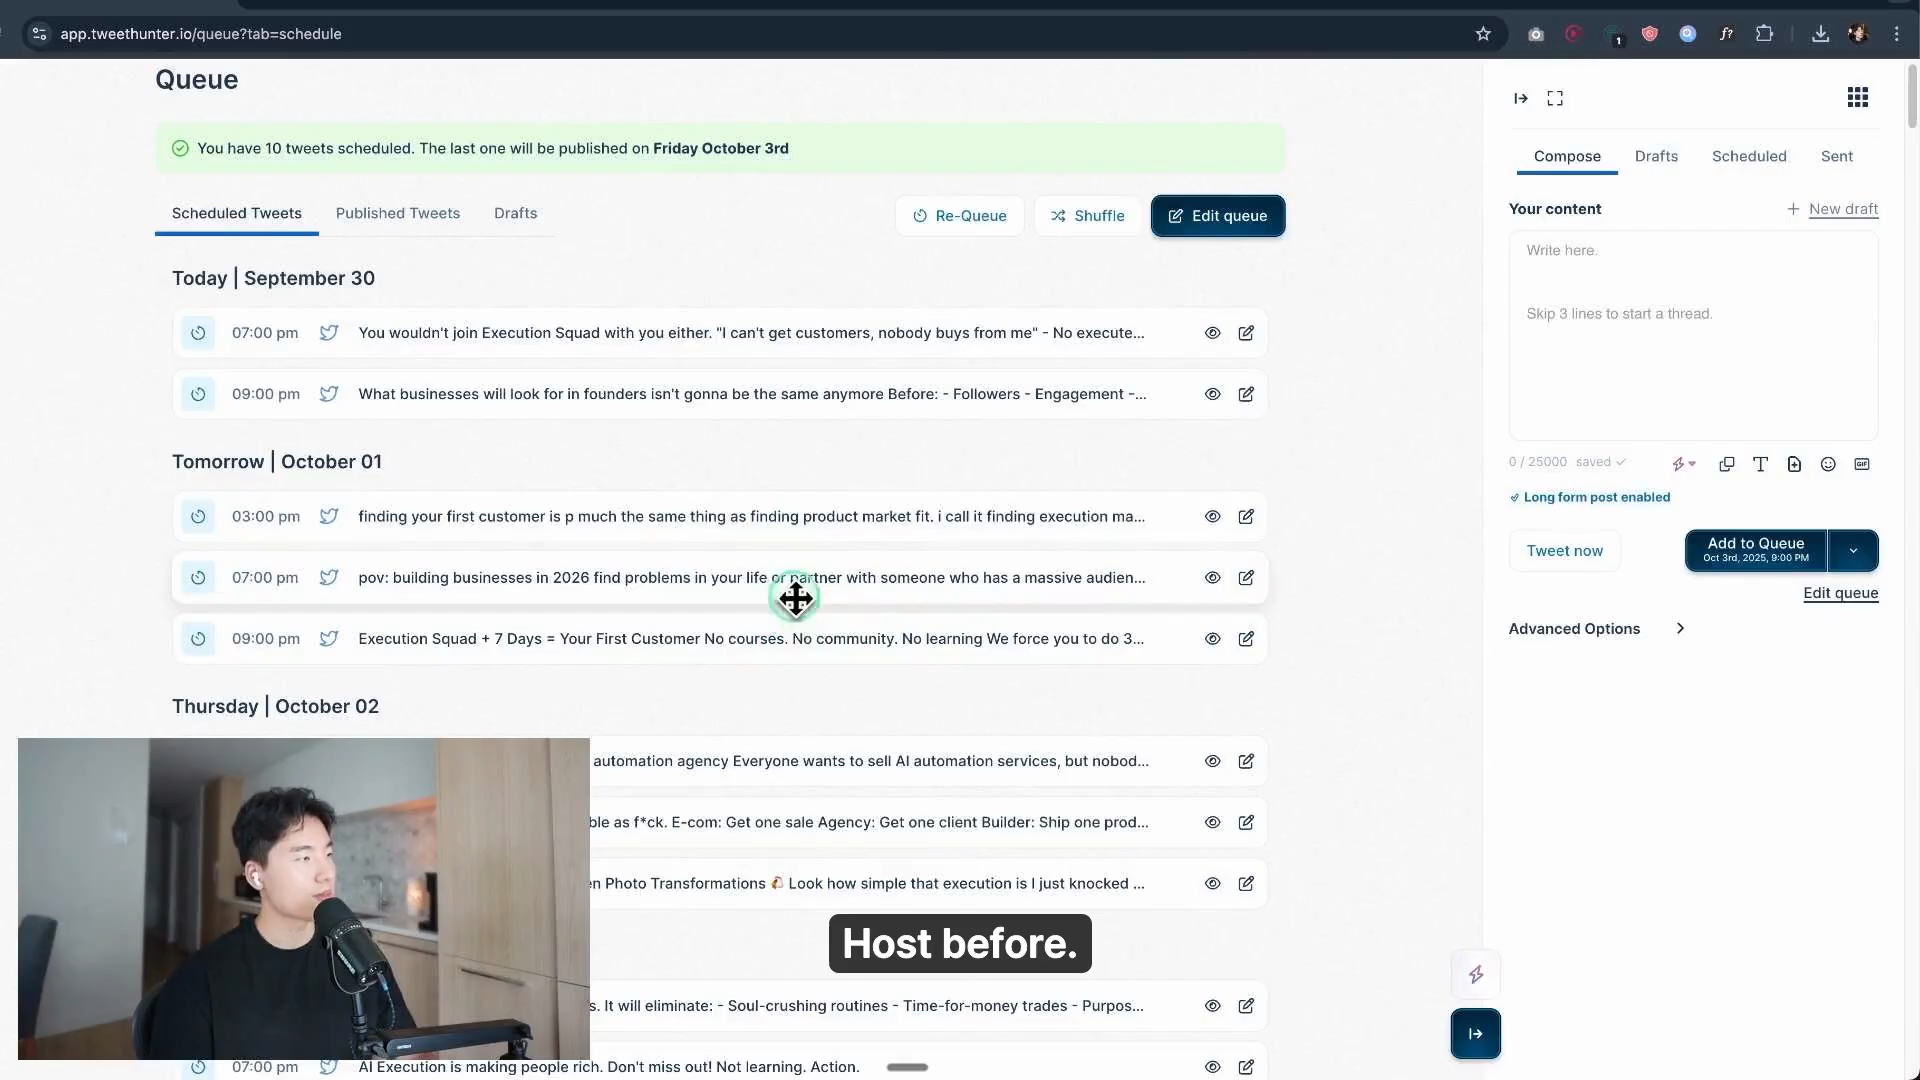 app.tweethunter.io/queue?tab=schedule
1
f?
Queue
You have 10 tweets scheduled. The last one will be published on Friday October 3rd
Scheduled Tweets
Published Tweets
Drafts
Re-Queue
Shuffle
Edit queue
Today | September 30
07:00 pm
You wouldn't join Execution Squad with you either. "I can't get customers, nobody buys from me" - No execute...
09:00 pm
What businesses will look for in founders isn't gonna be the same anymore Before: - Followers - Engagement -...
Tomorrow | October 01
03:00 pm
finding your first customer is p much the same thing as finding product market fit. i call it finding execution ma...
07:00 pm
pov: building businesses in 2026 find problems in your life or partner with someone who has a massive audien...
09:00 pm
Execution Squad + 7 Days = Your First Customer No courses. No community. No learning We force you to do 3...
Thursday | October 02
automation agency Everyone wants to sell AI automation services, but nobod...
ble as f*ck. E-com: Get one sale Agency: Get one client Builder: Ship one prod...
en Photo Transformations Look how simple that execution is I just knocked ...
Host before.
s. It will eliminate: - Soul-crushing routines - Time-for-money trades - Purpos...
07:00 pm
AI Execution is making people rich. Don't miss out! Not learning. Action.
Compose
Drafts
Scheduled
Sent
Your content
New draft
Write here.
Skip 3 lines to start a thread.
0 / 25000 saved
GIF
Long form post enabled
Tweet now
Add to Queue
Oct 3rd, 2025, 9:00 PM
Edit queue
Advanced Options